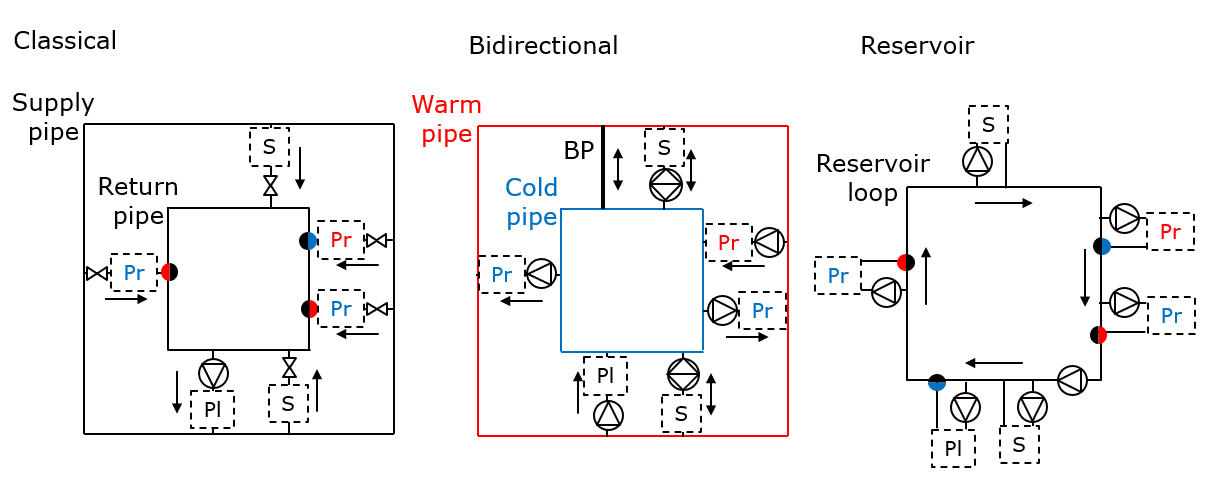 Classical
Bidirectional
Reservoir
Supply
pipe
S
Return
pipe
Pr
Pr
Pr
Pl
S
Warm
pipe
BP
S
Cold
pipe
Pr
Pr
Pr
Pl
S
S
Reservoir
loop
Pr
Pr
Pr
Pl
S